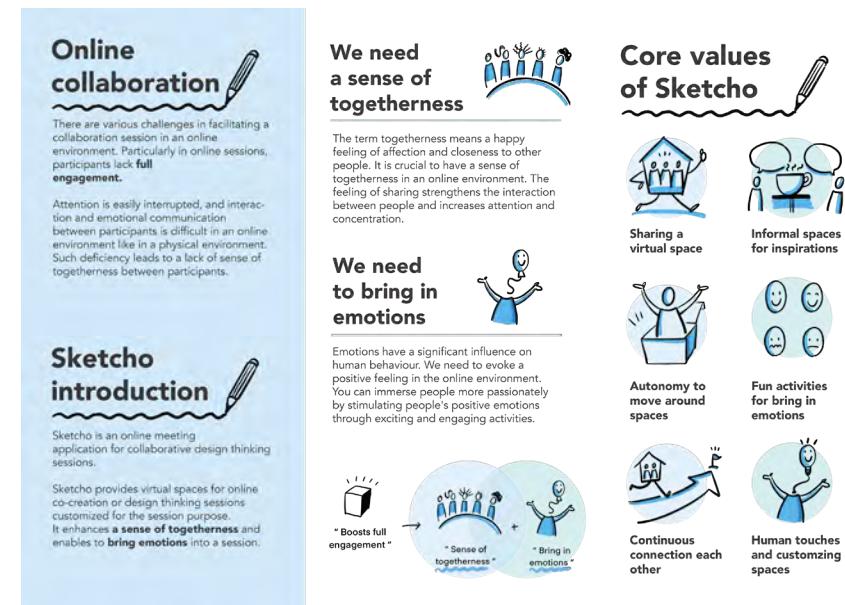 Online
collaboration
There are various challenges in facilitating a
collaboration session in an online
environment. Particularly in online sessions,
participants lack full
engagement.
Attention is easily interrupted, and interac-
tion and emotional communication
between participants is difficult in an online
environment like in a physical environment.
Such deficiency leads to a lack of sense of
togetherness between participants.
Sketcho
introduction
Sketcho is an online meeting
application for collaborative design thinking
sessions.
Sketcho provides virtual spaces for online
co-creation or design thinking sessions
customized for the session purpose.
It enhances a sense of togetherness and
enables to bring emotions into a session.
We need
a sense of
togetherness
The term togetherness means a happy
feeling of affection and closeness to other
people. It is crucial to have a sense of
togetherness in an online environment. The
feeling of sharing strengthens the interaction
between people and increases attention and
concentration.
We need
to bring in
emotions
Emotions have a significant influence on
human behaviour. We need to evoke a
positive feeling in the online environment.
You can immerse people more passionately
by stimulating people's positive emotions
through exciting and engaging activities.
" Boosts full
engagement "
" Sense of
togetherness "
+
" Bring in
emotions "
Core values
of Sketcho
Sharing a
virtual space
Informal spaces
for inspirations
Autonomy to
move around
spaces
Fun activities
for bring in
emotions
Continuous
connection each
other
Human touches
and customzing
spaces